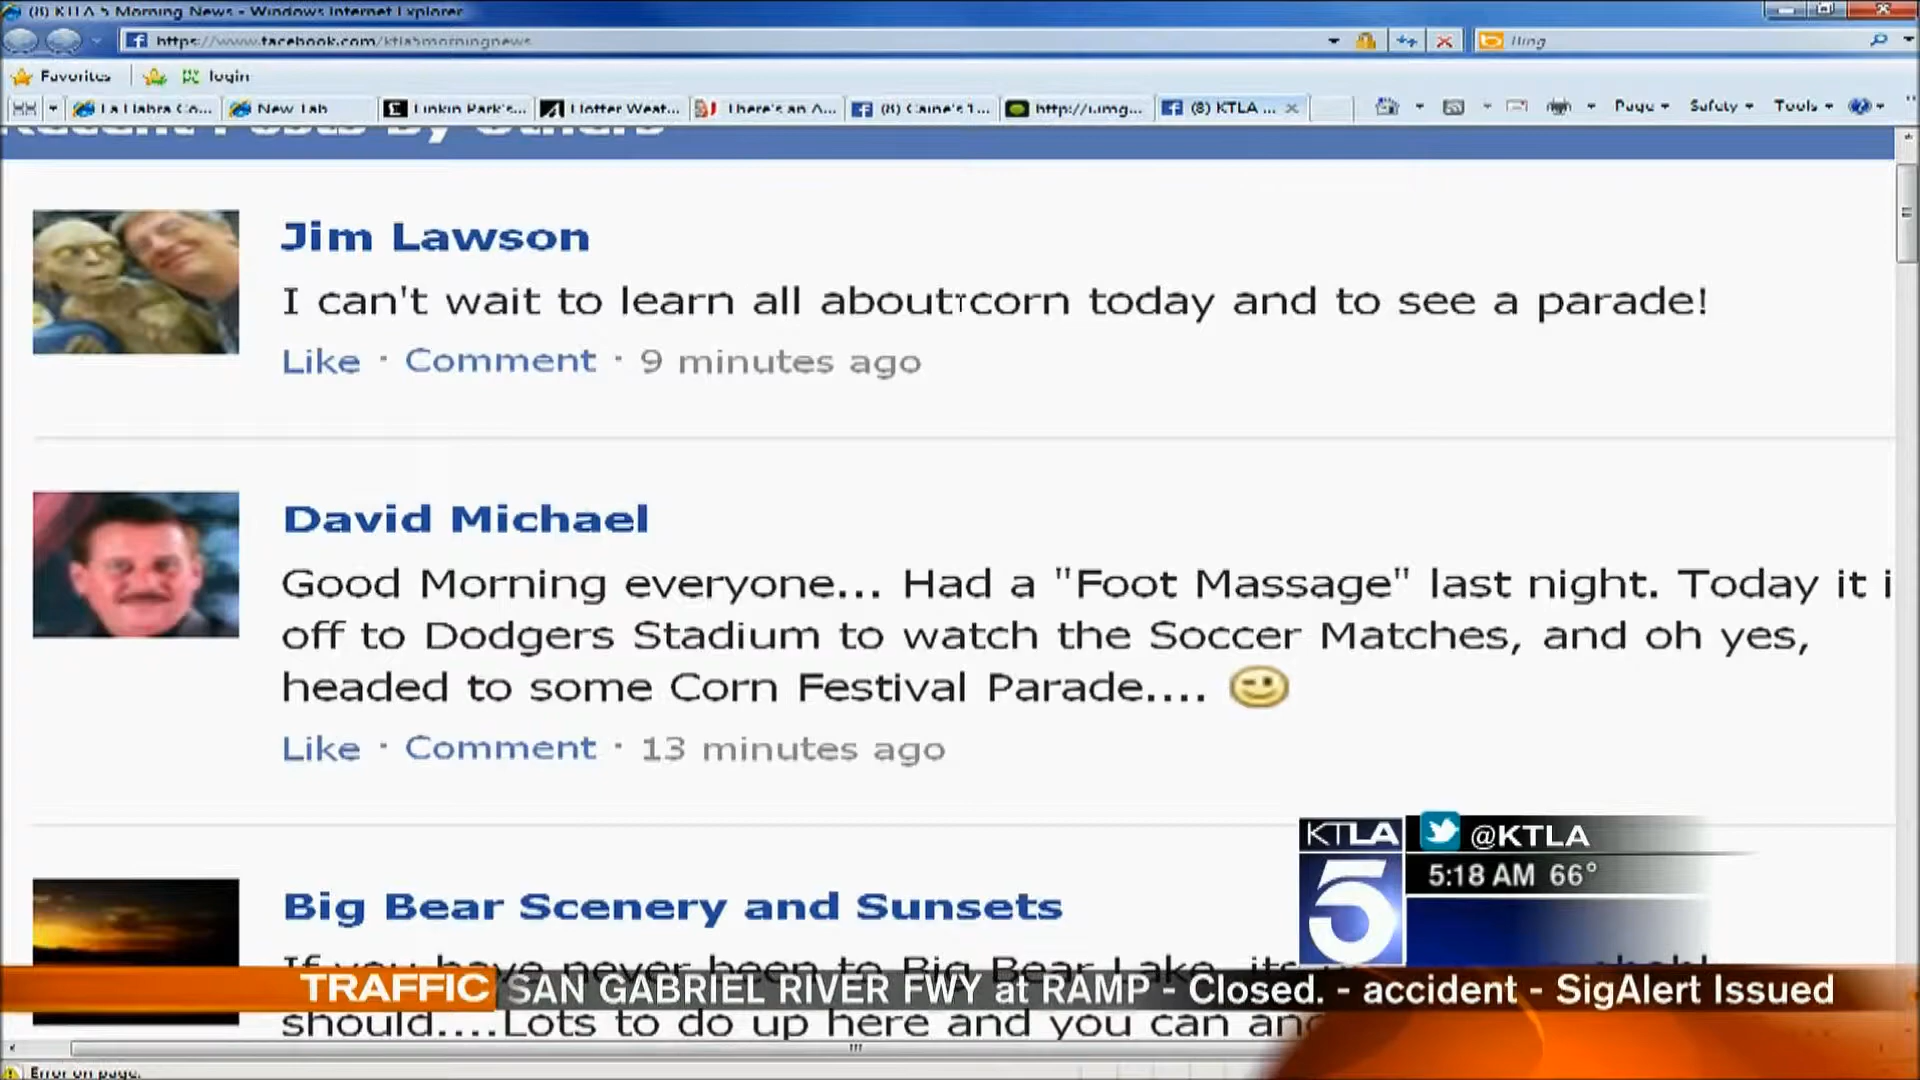 (8) KTLA 5 Morning News - Windows Internet Explorer
https://www.facebook.com/ktla5morningnews
Bing
Favorites
login
La Habra Co...
New Tab
Linkin Park's...
Hotter Weat...
There's an A...
(8) Caine's
http://i.img...
(8) KTLA ...
Page
Safety
Tools
Recent Posts By Others
Jim Lawson
I can't wait to learn all about corn today and to see a parade!
Like · Comment · 9 minutes ago
David Michael
Good Morning everyone... Had a "Foot Massage" last night. Today it i
off to Dodgers Stadium to watch the Soccer Matches, and oh yes,
headed to some Corn Festival Parade....
Like · Comment · 13 minutes ago
Big Bear Scenery and Sunsets
If you have never been to Big Bear Lake, its
should....Lots to do up here and you can and
KTLA 5
@KTLA
5:18 AM 66°
TRAFFIC SAN GABRIEL RIVER FWY at RAMP - Closed. - accident - SigAlert Issued
Error on page.